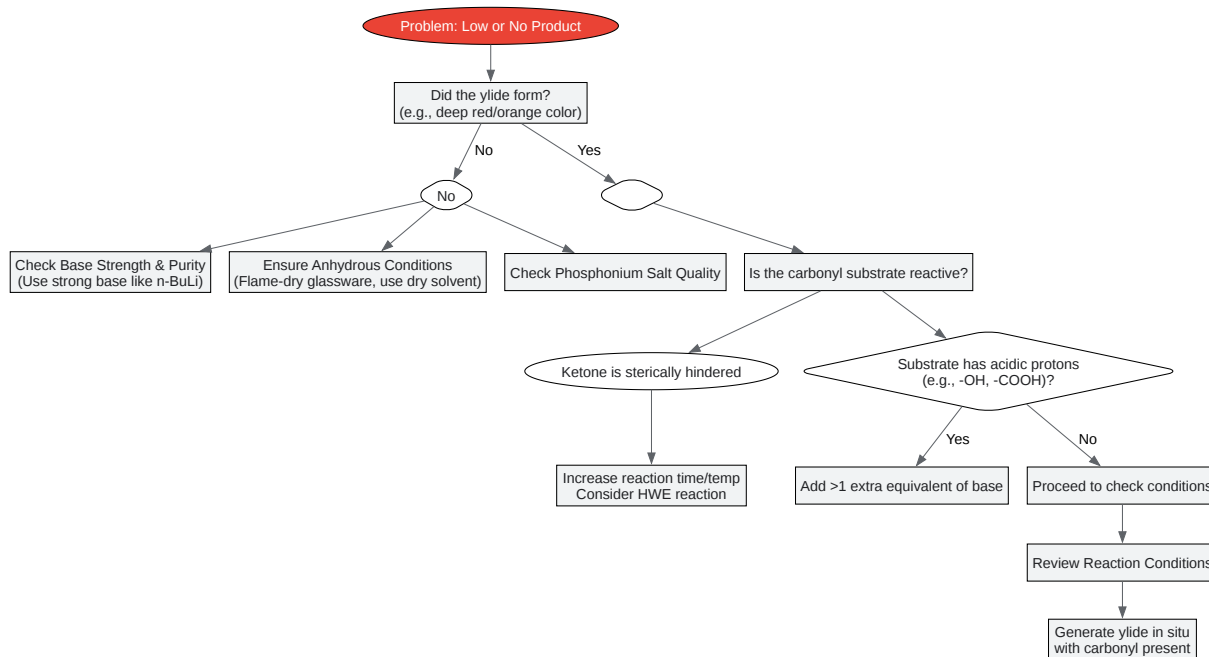 Problem: Low or No Product
Did the ylide form?
(e.g., deep red/orange color)
No
Yes
No
Check Base Strength & Purity
(Use strong base like n-BuLi)
Ensure Anhydrous Conditions
(Flame-dry glassware, use dry solvent)
Check Phosphonium Salt Quality
Is the carbonyl substrate reactive?
Ketone is sterically hindered
Substrate has acidic protons
(e.g., -OH, -COOH)?
Yes
No
Increase reaction time/temp
Consider HWE reaction
Add >1 extra equivalent of base
Proceed to check conditions
Review Reaction Conditions
Generate ylide in situ
with carbonyl present